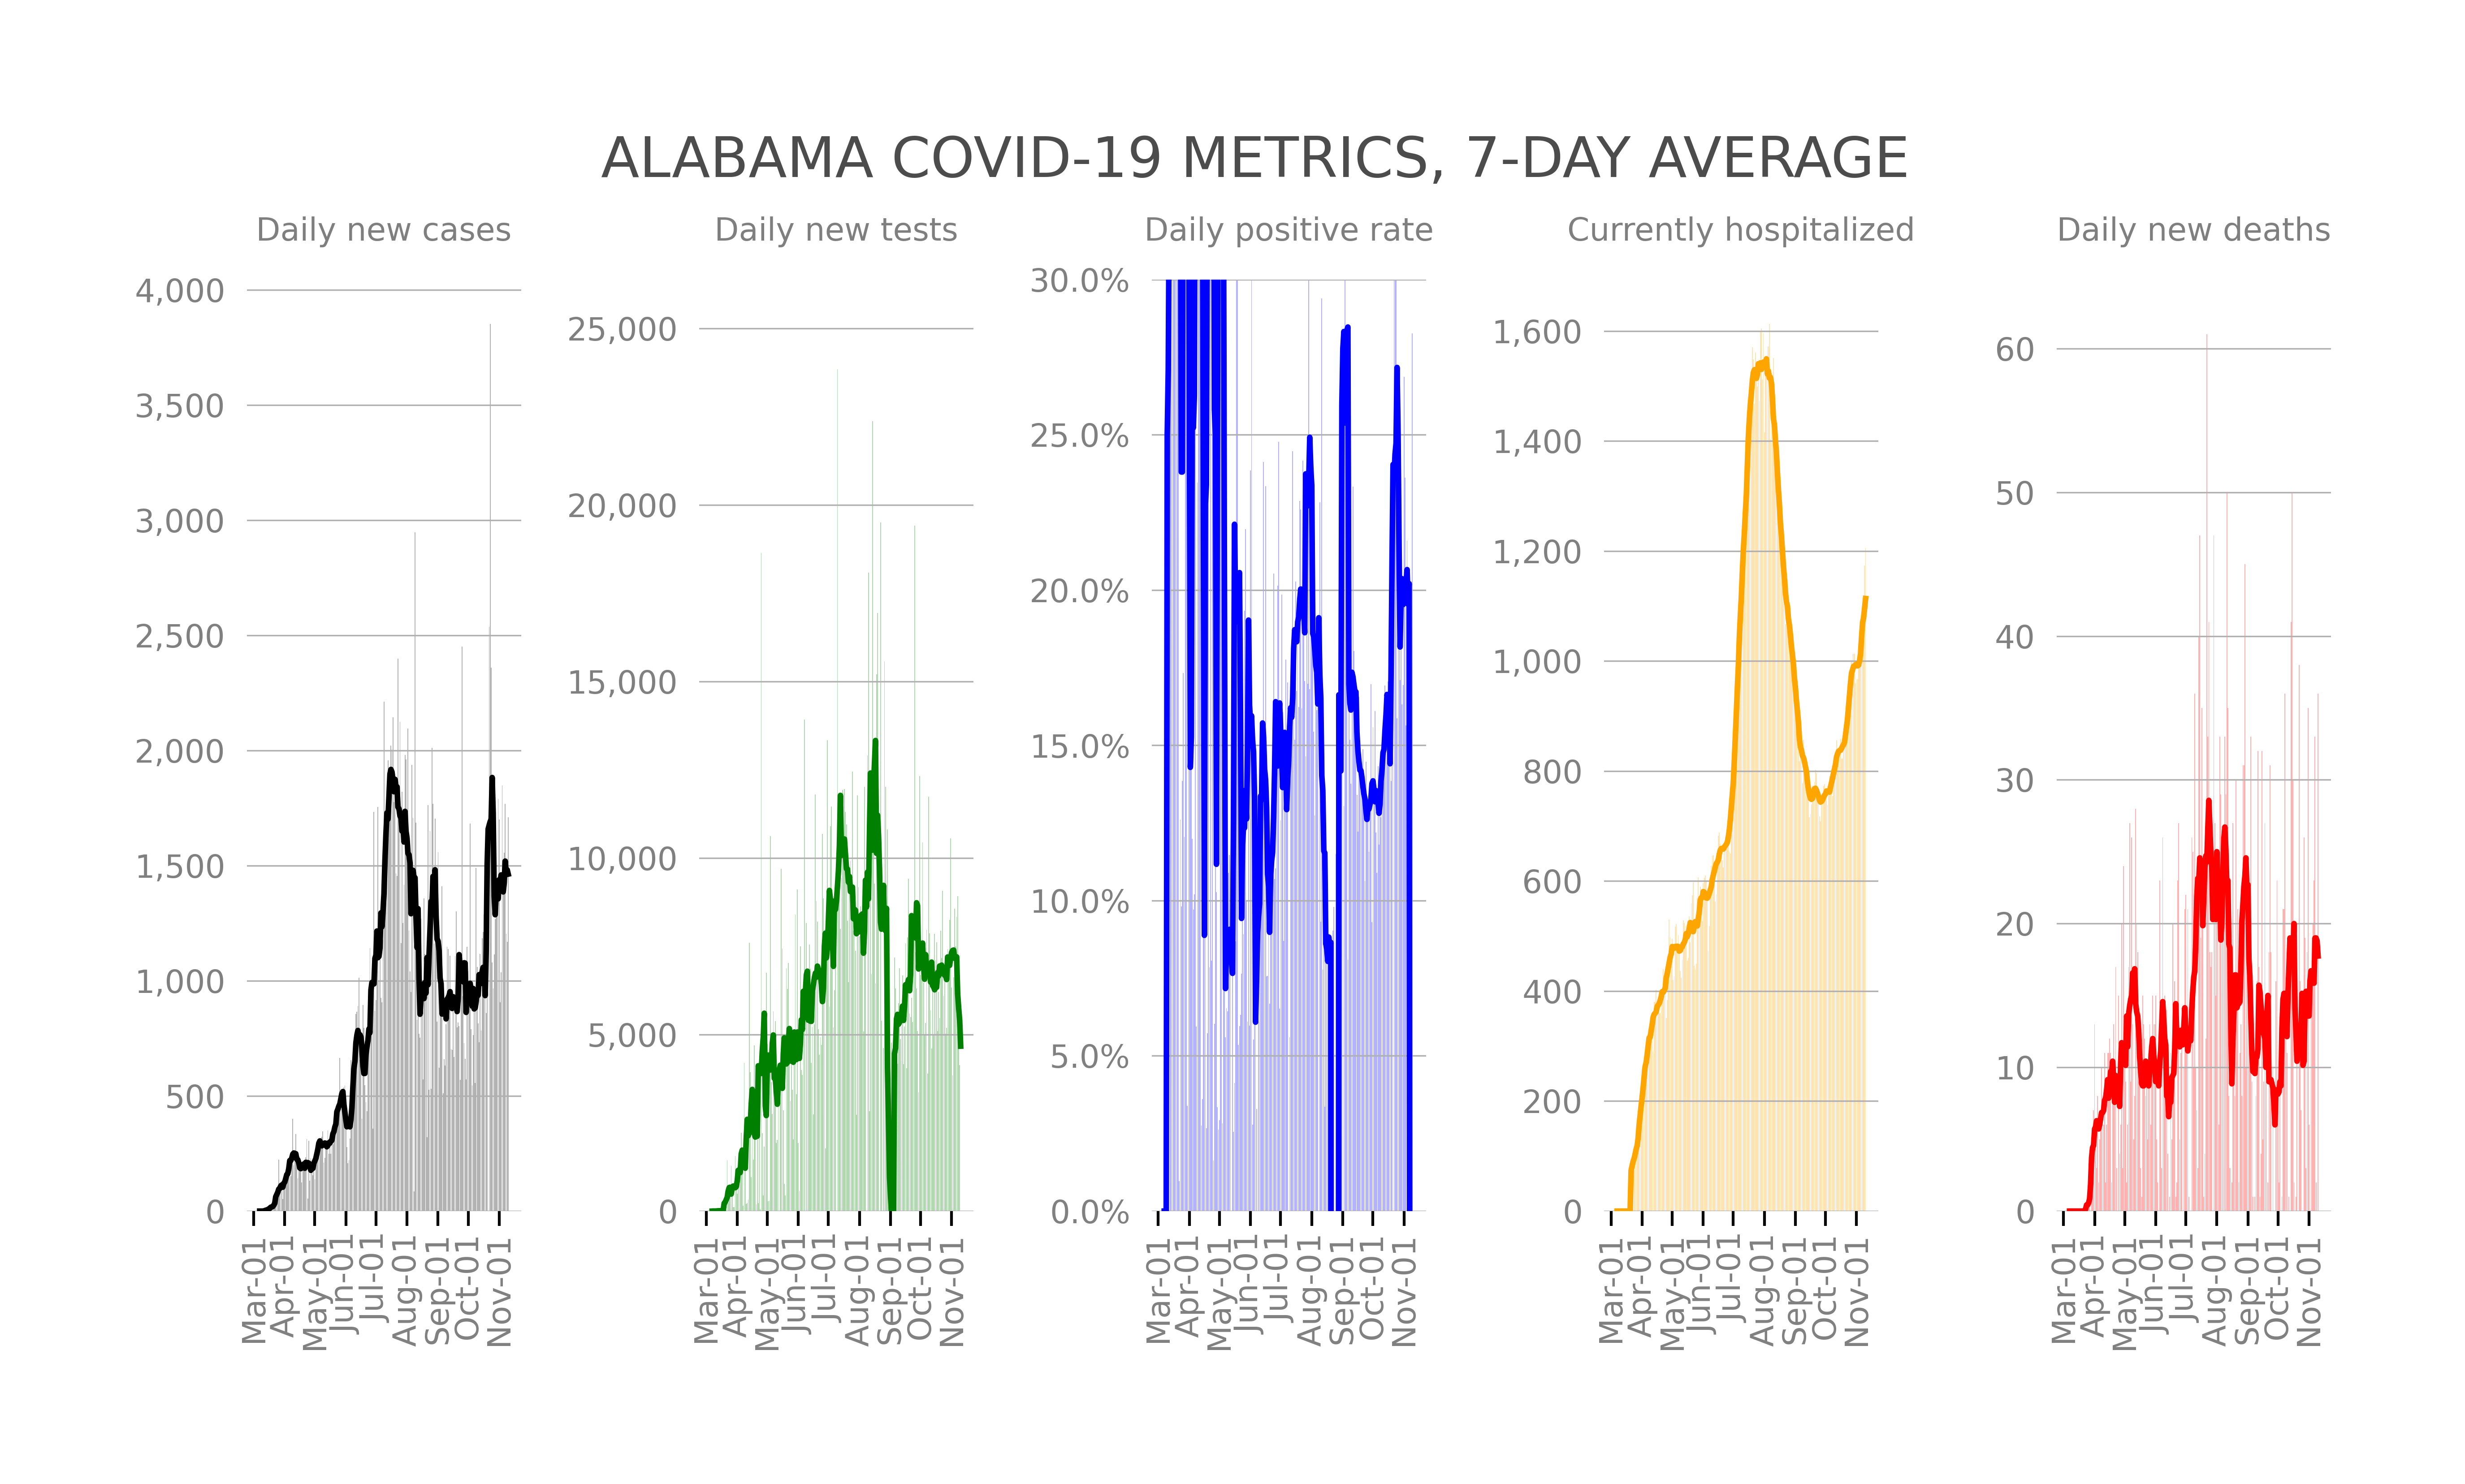 ALABAMA COVID-19 METRICS, 7-DAY AVERAGE
Daily new cases
4,000
3,500
3,000
2,500
2,000
1,500
1,000
500
0
Mar-01
Apr-01
May-01
Jun-01
Jul-01
Aug-01
Sep-01
Oct-01
Nov-01
Daily new tests
25,000
20,000
15,000
10,000
5,000
0
Mar-01
Apr-01
May-01
Jun-01
Jul-01
Aug-01
Sep-01
Oct-01
Nov-01
Daily positive rate
30.0%
25.0%
20.0%
15.0%
10.0%
5.0%
0.0%
Mar-01
Apr-01
May-01
Jun-01
Jul-01
Aug-01
Sep-01
Oct-01
Nov-01
Currently hospitalized
1,600
1,400
1,200
1,000
800
600
400
200
0
Mar-01
Apr-01
May-01
Jun-01
Jul-01
Aug-01
Sep-01
Oct-01
Nov-01
Daily new deaths
60
50
40
30
20
10
0
Mar-01
Apr-01
May-01
Jun-01
Jul-01
Aug-01
Sep-01
Oct-01
Nov-01